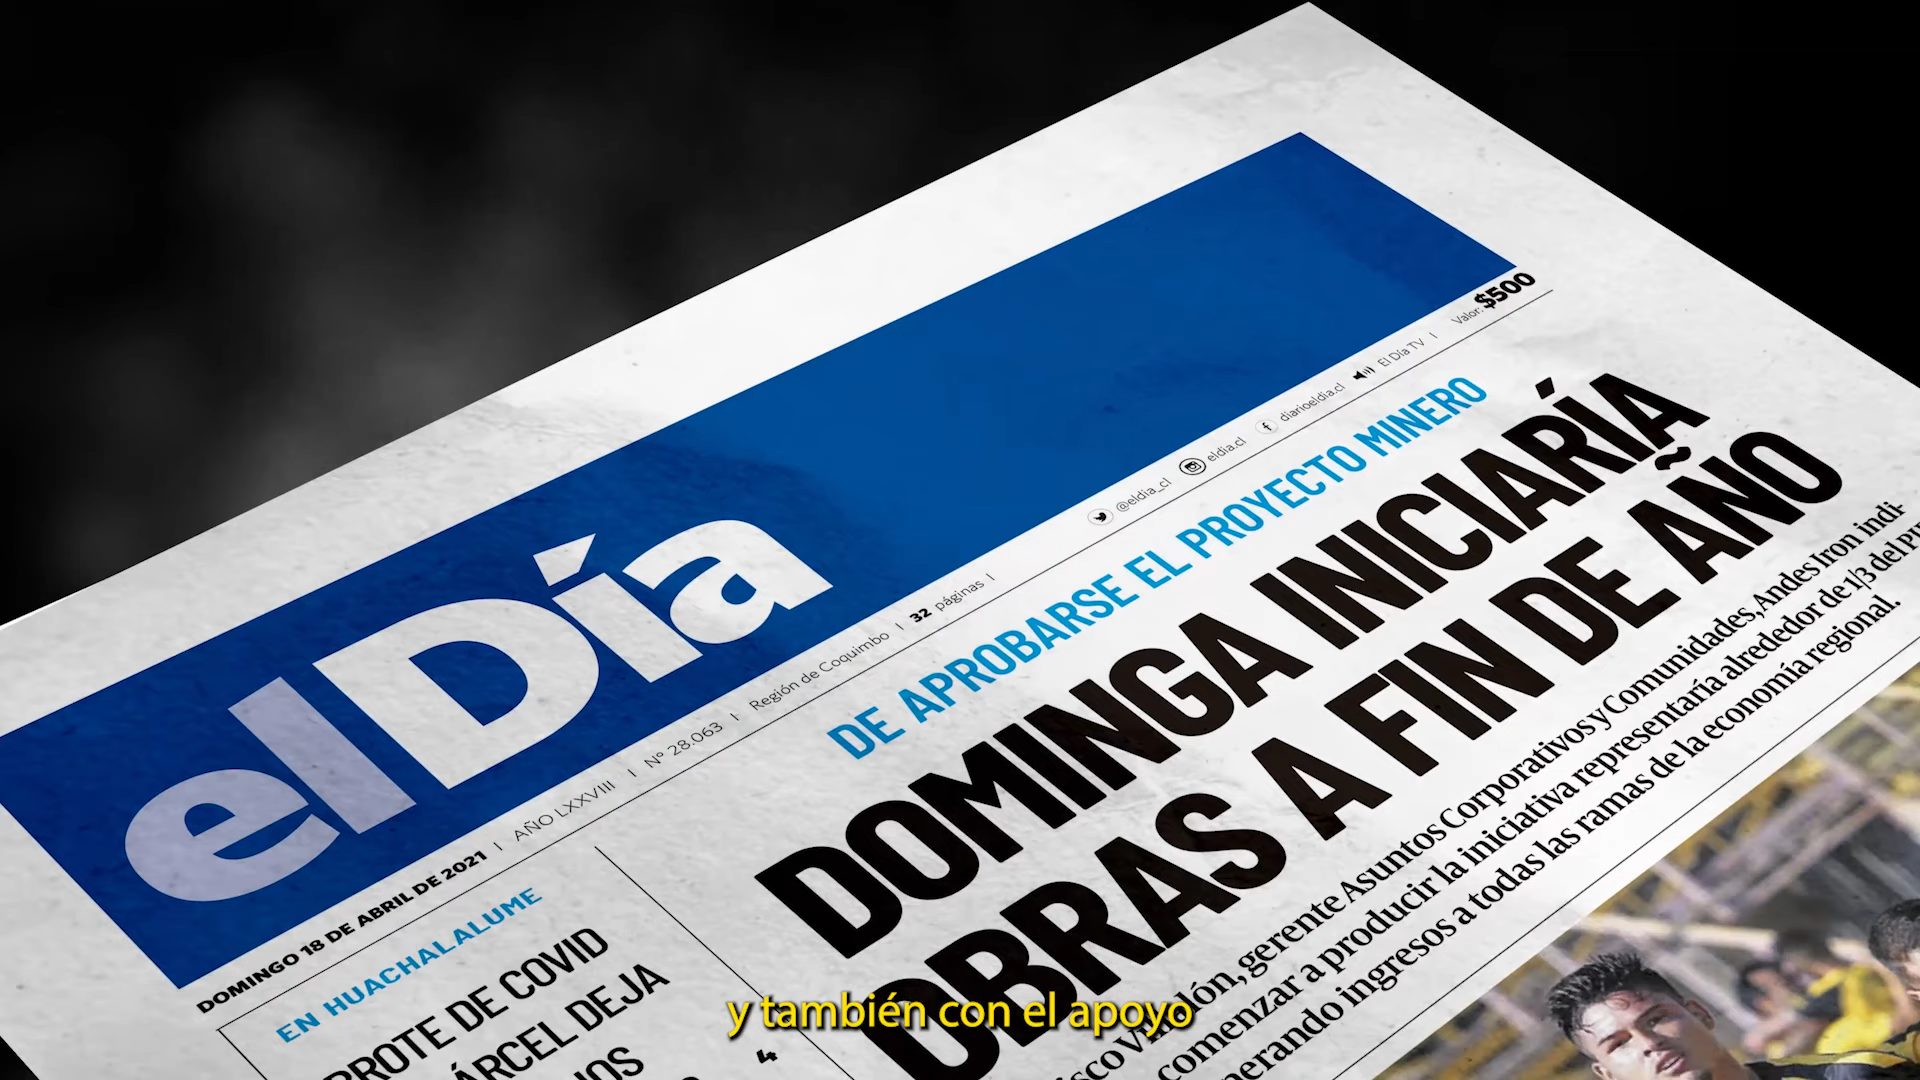 el Día
$500
Valor:
DOMINGO 18 DE ABRIL DE 2021 | AÑO LXXVIII | Nº 28.063 | Región de Coquimbo | 32 páginas |
@eldia_cl eldia.cl diarioeldia.cl El Día TV |
DE APROBARSE EL PROYECTO MINERO
DOMINGA INICIARÍA
OBRAS A FIN DE AÑO
gerente Asuntos Corporativos y Comunidades, Andes Iron indi-
comenzar a producir la iniciativa representaría alrededor de 1/3 del
ingresos a todas las ramas de la economía regional.
EN HUACHALALUME
DE COVID
DEJA
4
y también con el apoyo